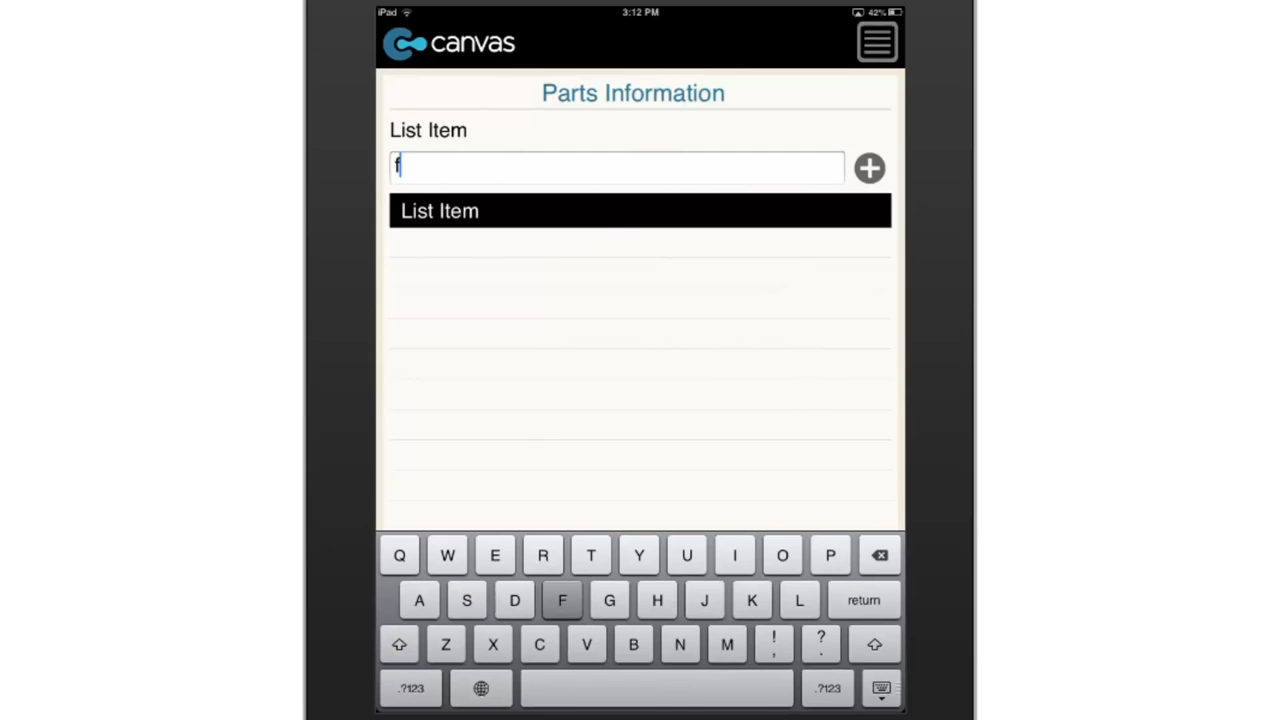 iPad 3:12 PM 42%
canvas
Parts Information
List Item
f
List Item
Q W E R T Y U I O P
A S D F G H J K L return
Z X C V B N M ! , ? .
.?123 .?123